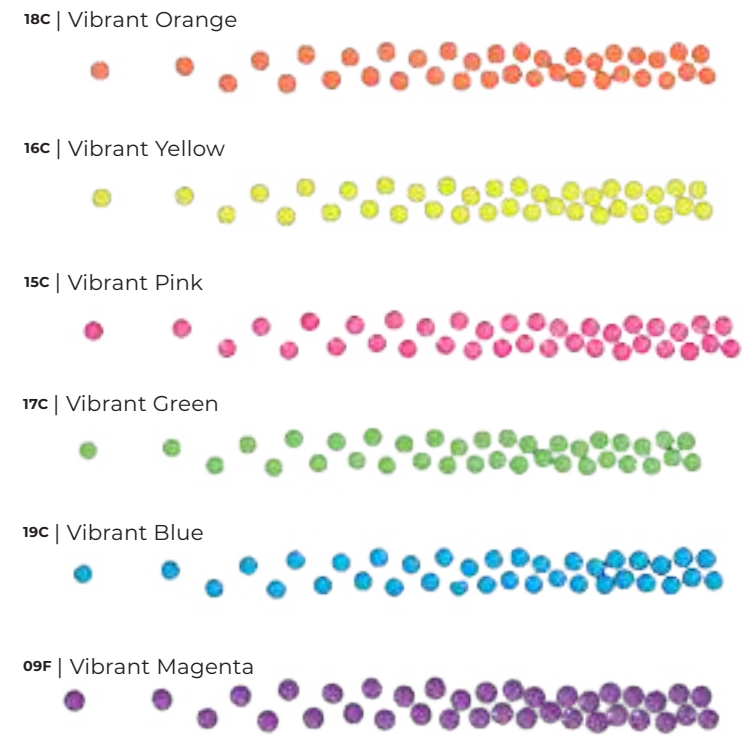 18C | Vibrant Orange
16C | Vibrant Yellow
15C | Vibrant Pink
17C | Vibrant Green
19C | Vibrant Blue
09F | Vibrant Magenta